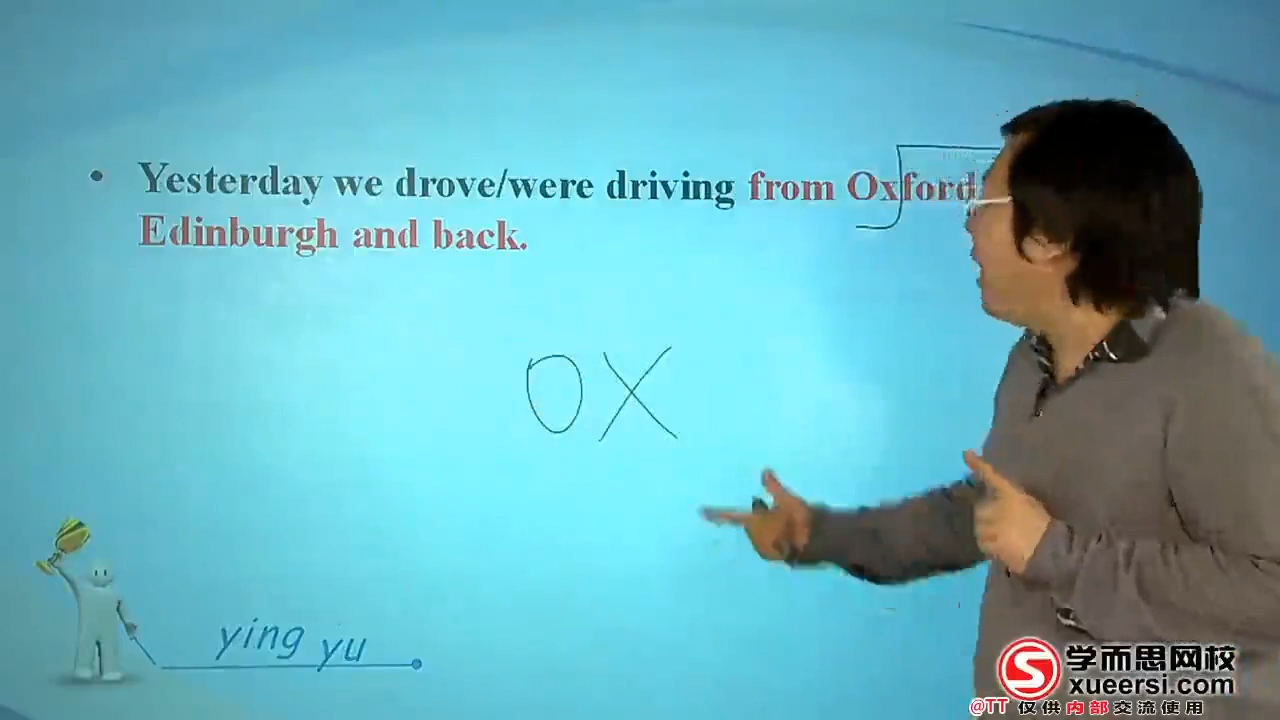 • Yesterday we drove/were driving from Oxford
Edinburgh and back.
OX
ying yu
学而思网校
xueersi.com
@TT 仅供内部交流使用